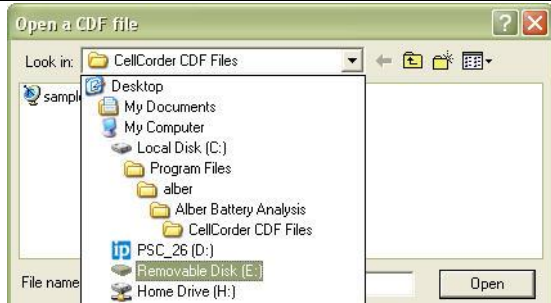 Open a CDF file
Look in: CellCorder CDF Files
Desktop
sample
My Documents
My Computer
Local Disk (C:)
Program Files
alber
Alber Battery Analysis
CellCorder CDF Files
PSC_26 (D:)
Removable Disk (E:)
File name
Home Drive (H:)
Open